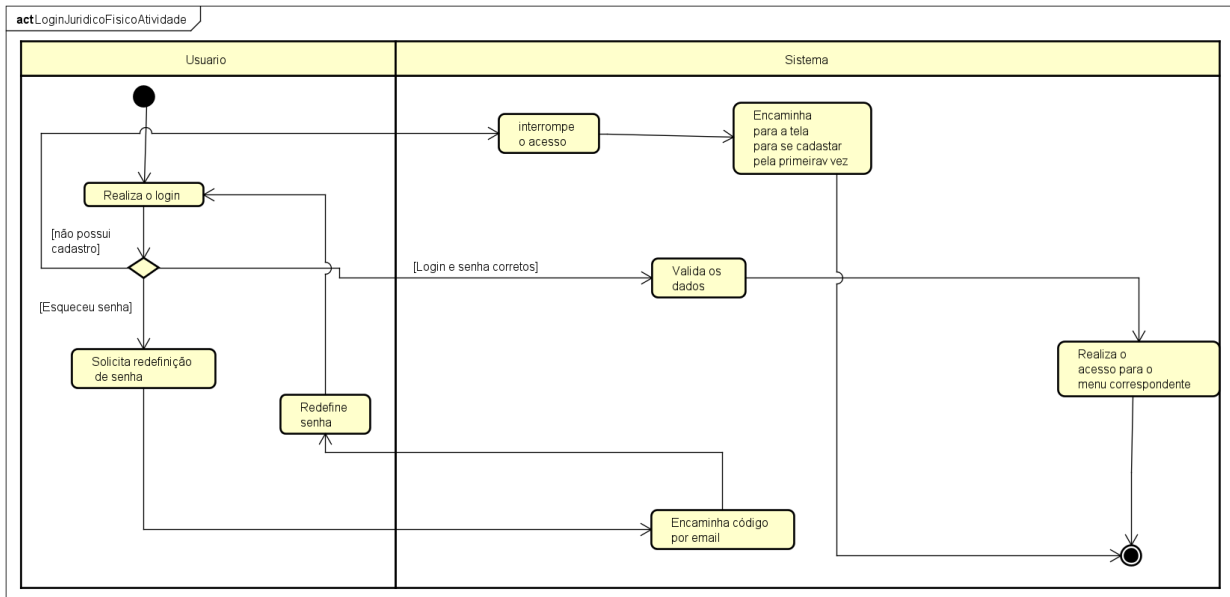 act LoginJuridicoFisicoAtividade
Usuario
Sistema
interrompe
o acesso
Encaminha
para a tela
para se cadastar
pela primeirav vez
Realiza o login
[não possui
cadastro]
[Login e senha corretos]
Valida os
dados
[Esqueceu senha]
Solicita redefinição
de senha
Realiza o
acesso para o
menu correspondente
Redefine
senha
Encaminha código
por email